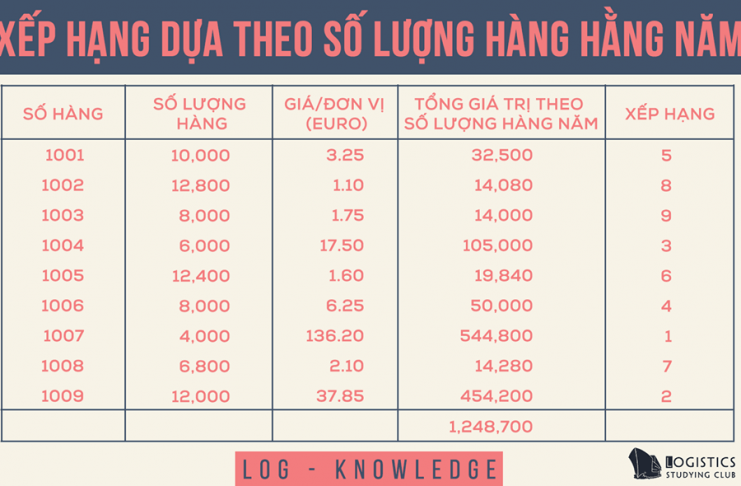 XẾP HẠNG DỰA THEO SỐ LƯỢNG HÀNG HẰNG NĂM
SỐ HÀNG SỐ LƯỢNG HÀNG GIÁ/ĐƠN VỊ (EURO) TỔNG GIÁ TRỊ THEO SỐ LƯỢNG HÀNG NĂM XẾP HẠNG
1001 10,000 3.25 32,500 5
1002 12,800 1.10 14,080 8
1003 8,000 1.75 14,000 9
1004 6,000 17.50 105,000 3
1005 12,400 1.60 19,840 6
1006 8,000 6.25 50,000 4
1007 4,000 136.20 544,800 1
1008 6,800 2.10 14,280 7
1009 12,000 37.85 454,200 2
1,248,700
LOG - KNOWLEDGE
LOGISTICS
STUDYING CLUB